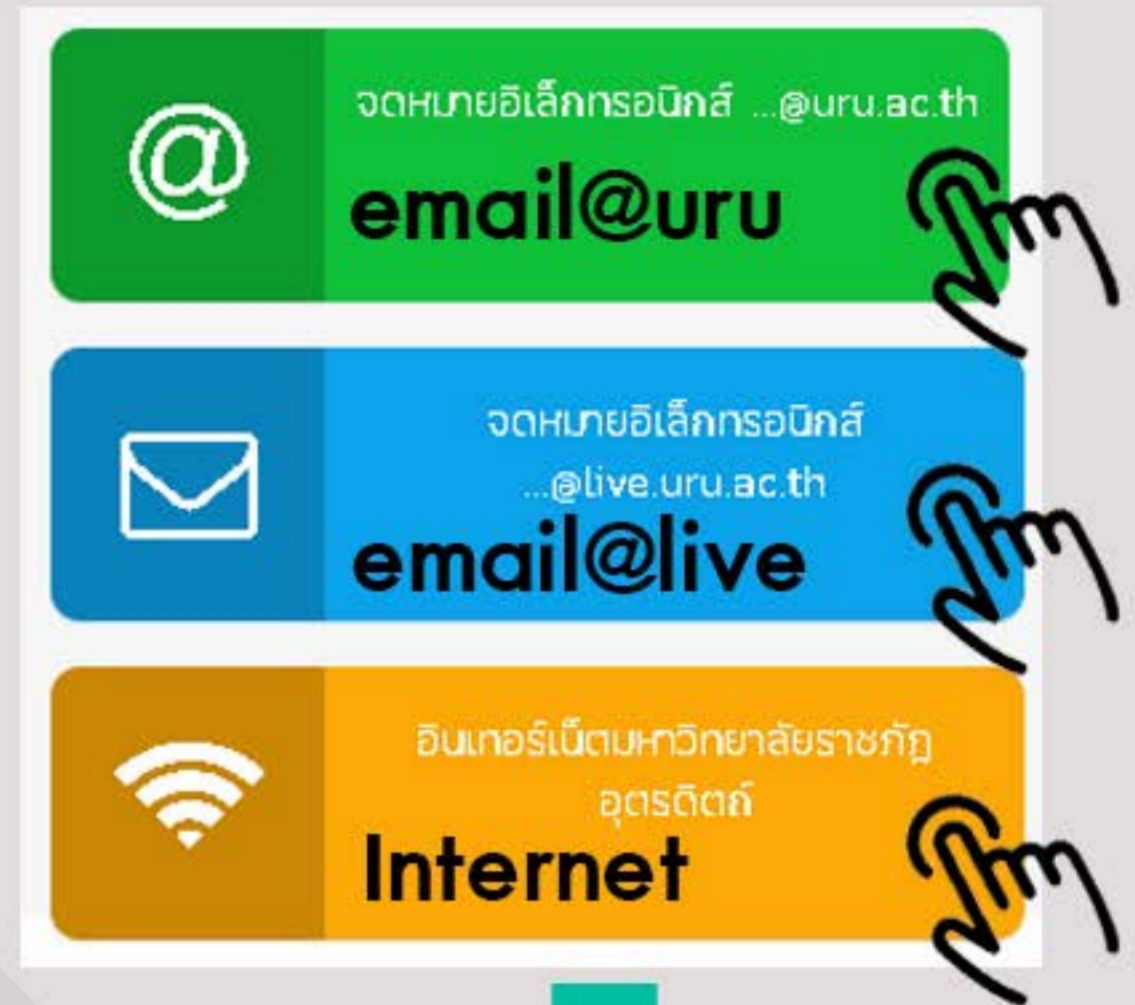 จดหมายอิเล็กทรอนิกส์ ...@uru.ac.th
email@uru
จดหมายอิเล็กทรอนิกส์
...@live.uru.ac.th
email@live
อินเทอร์เน็ตมหาวิทยาลัยราชภัฏ
อุตรดิตถ์
Internet